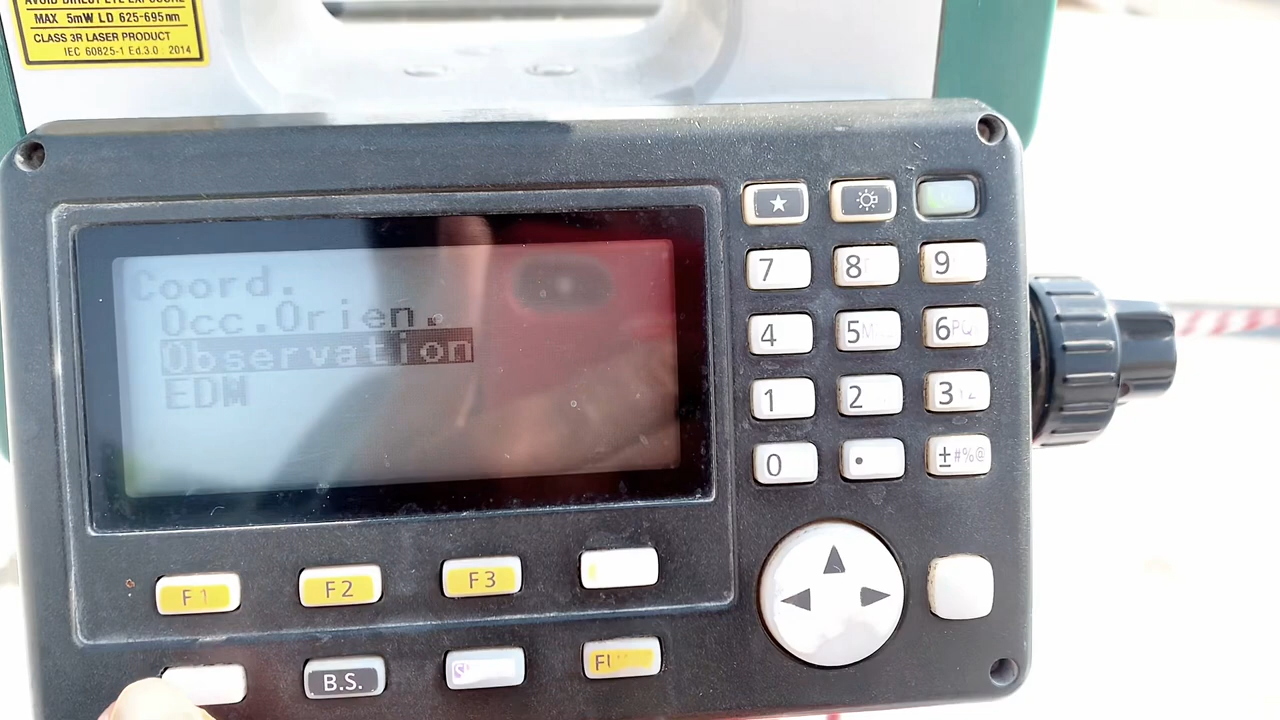 AVOID DIRECT EYE EXPOSURE
MAX 5mW LD 625-695nm
CLASS 3R LASER PRODUCT
IEC 60825-1 Ed.3.0 : 2014
Coord.
Occ.Orien.
Observation
EDM
7 8 9
4 5 6
1 2 3
0 . ±#%@
F1 F2 F3
B.S.